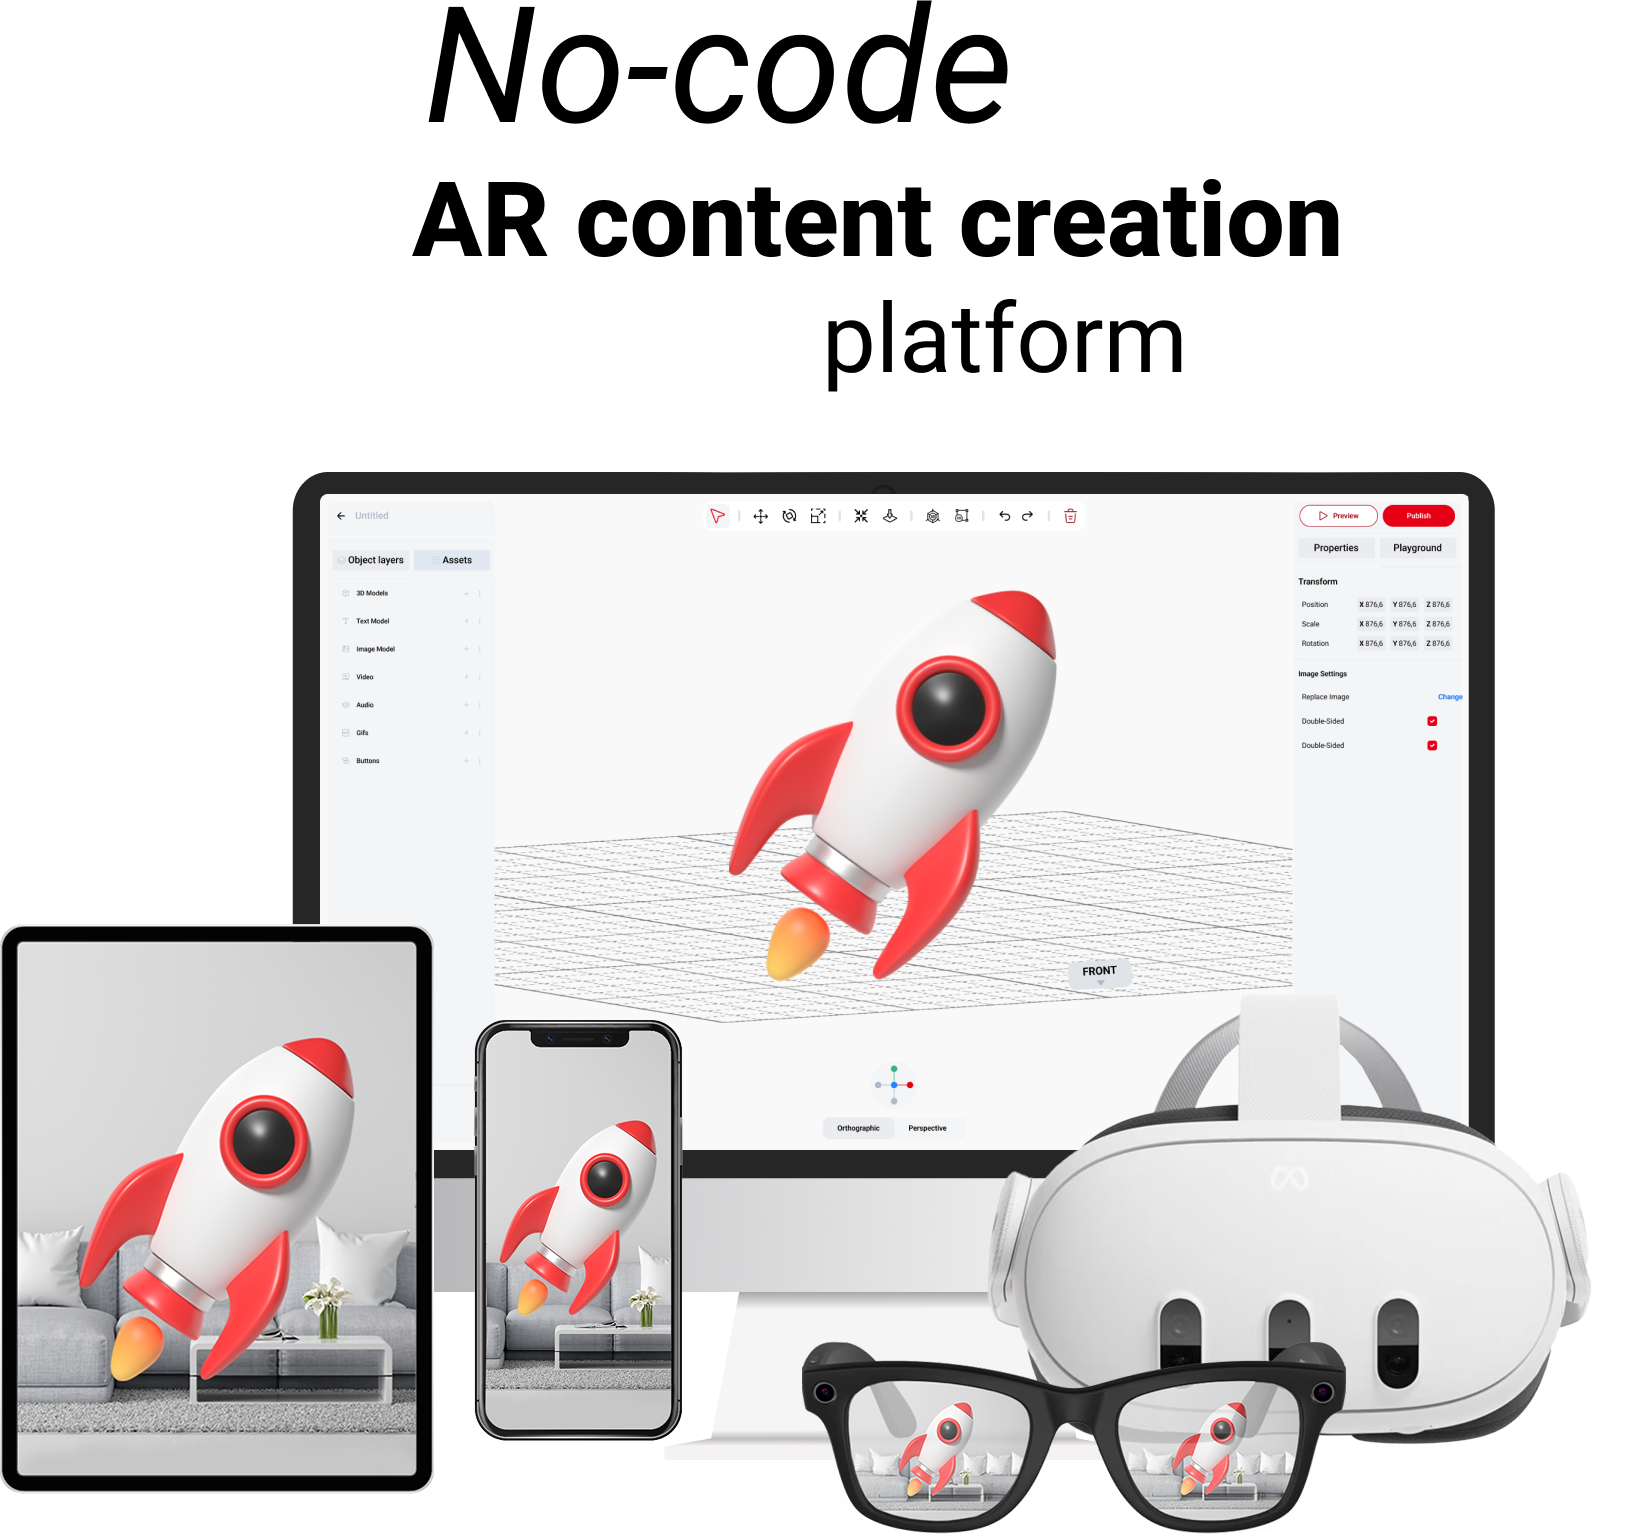 No-code
AR content creation
platform
Untitled
Preview
Publish
Object layers
Assets
Properties
Playground
3D Models
Text Model
Image Model
Video
Audio
Gifs
Buttons
Transform
Position X 876,6 Y 876,6 Z 876,6
Scale X 876,6 Y 876,6 Z 876,6
Rotation X 876,6 Y 876,6 Z 876,6
Image Settings
Replace Image Change
Double-Sided
Double-Sided
FRONT
Orthographic
Perspective